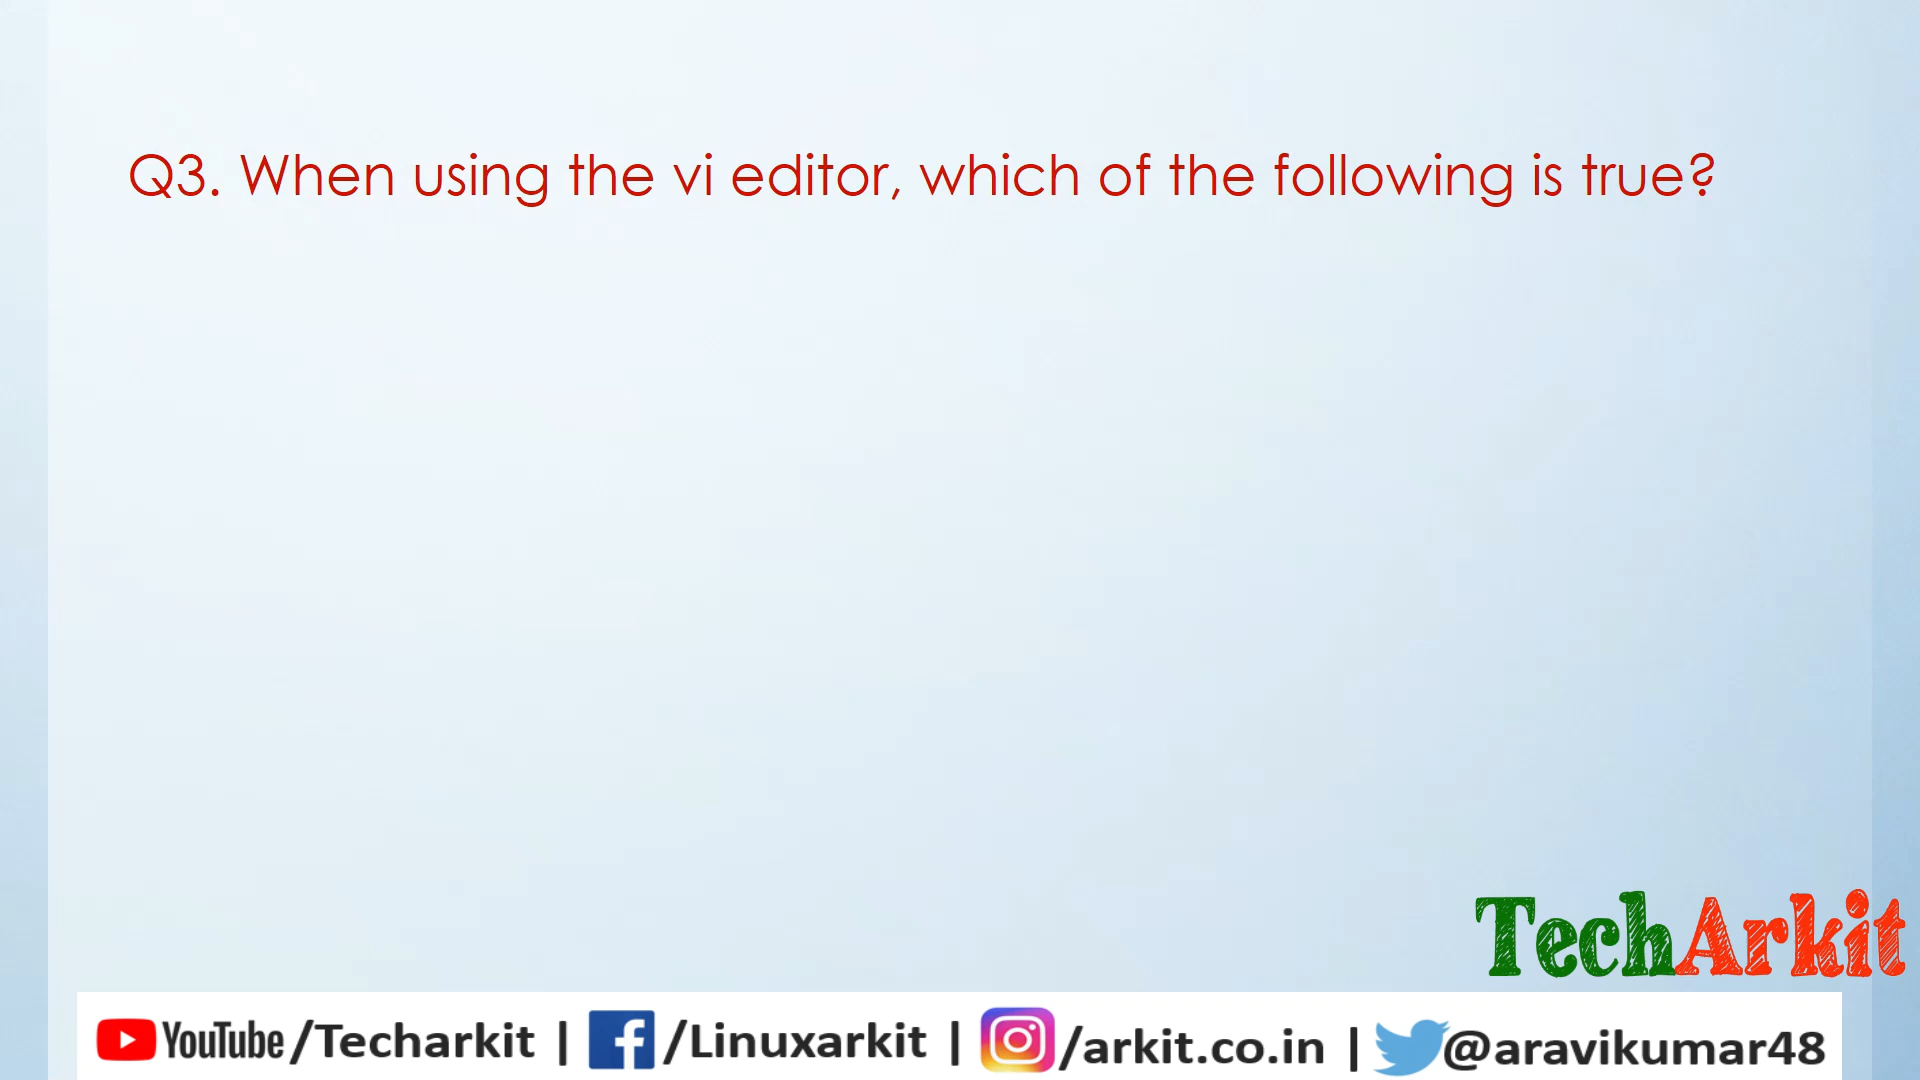 Q3. When using the vi editor, which of the following is true?
TechArkit
YouTube /Techarkit | f /Linuxarkit | /arkit.co.in | @aravikumar48